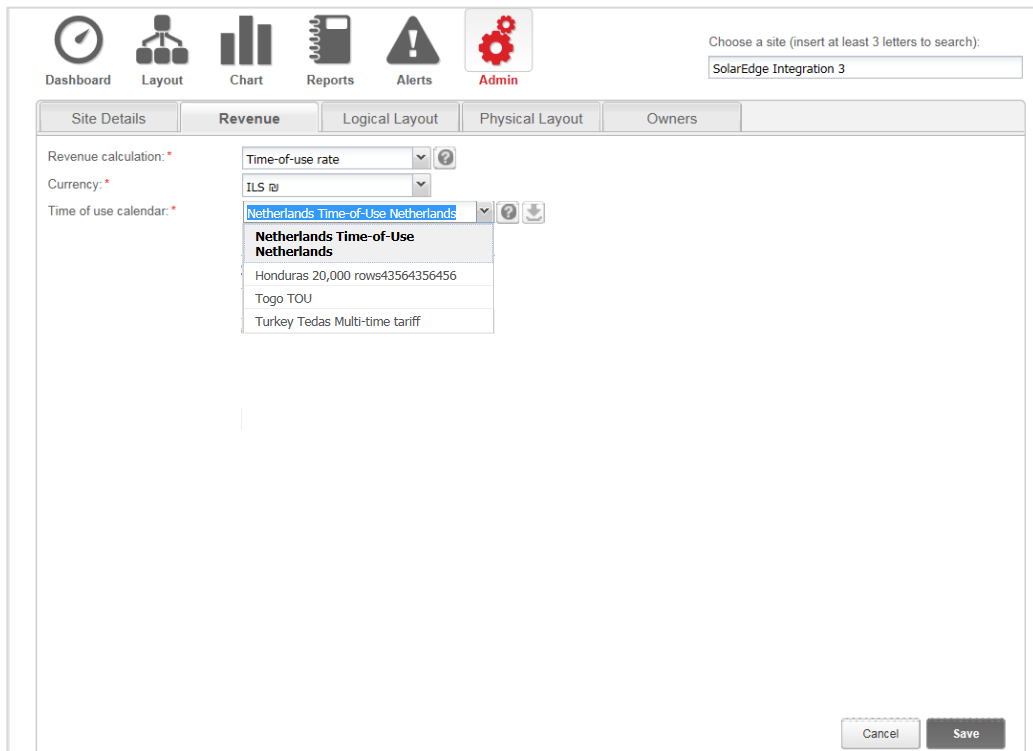 Dashboard Layout Chart Reports Alerts Admin
Choose a site (insert at least 3 letters to search):
SolarEdge Integration 3
Site Details Revenue Logical Layout Physical Layout Owners
Revenue calculation: * Time-of-use rate ?
Currency: * ILS ₪
Time of use calendar: * Netherlands Time-of-Use Netherlands ?
Netherlands Time-of-Use
Netherlands
Honduras 20,000 rows43564356456
Togo TOU
Turkey Tedas Multi-time tariff
Cancel Save